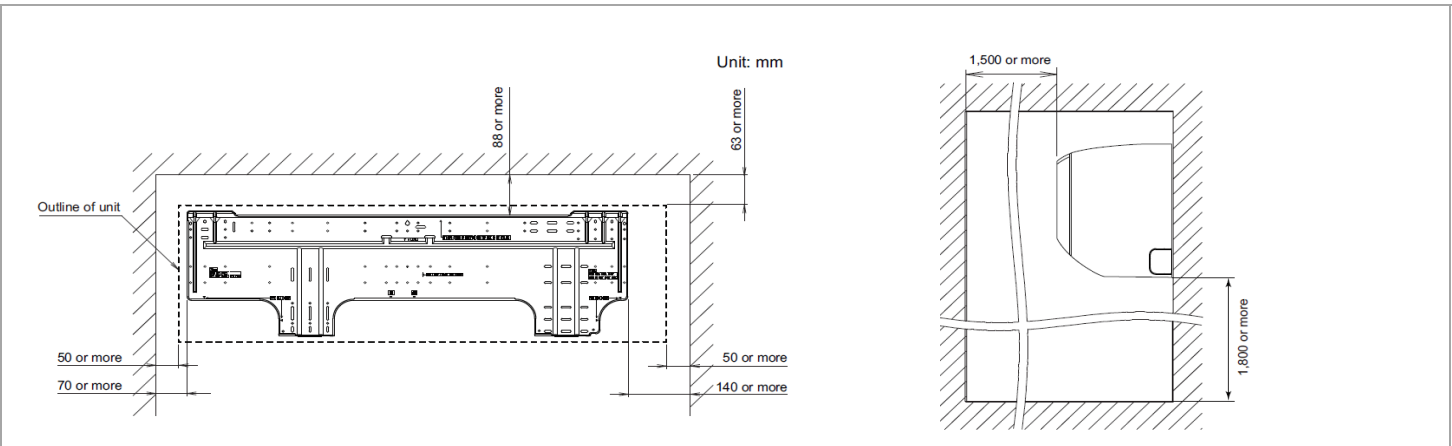 Unit: mm
1,500 or more
88 or more
63 or more
Outline of unit
50 or more
50 or more
70 or more
140 or more
1,800 or more